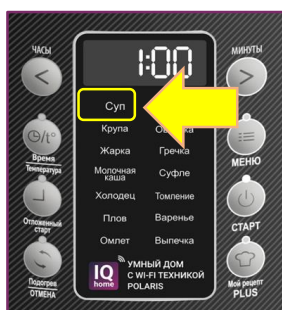 ЧАСЫ
1:00
МИНУТЫ
Суп
Крупа
Жарка Гречка
Молочная Суфле
каша
Холодец Томление
Плов Варенье
Омлет Выпечка
t°
Время
Температура
МЕНЮ
Отложенный
старт
СТАРТ
Подогрев
ОТМЕНА
Мой рецепт
PLUS
IQ
home
УМНЫЙ ДОМ
С WI-FI ТЕХНИКОЙ
POLARIS